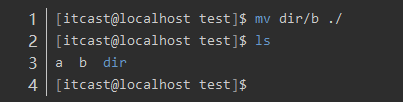 1 [itcast@localhost test]$ mv dir/b ./
2 [itcast@localhost test]$ ls
3 a  b  dir
4 [itcast@localhost test]$